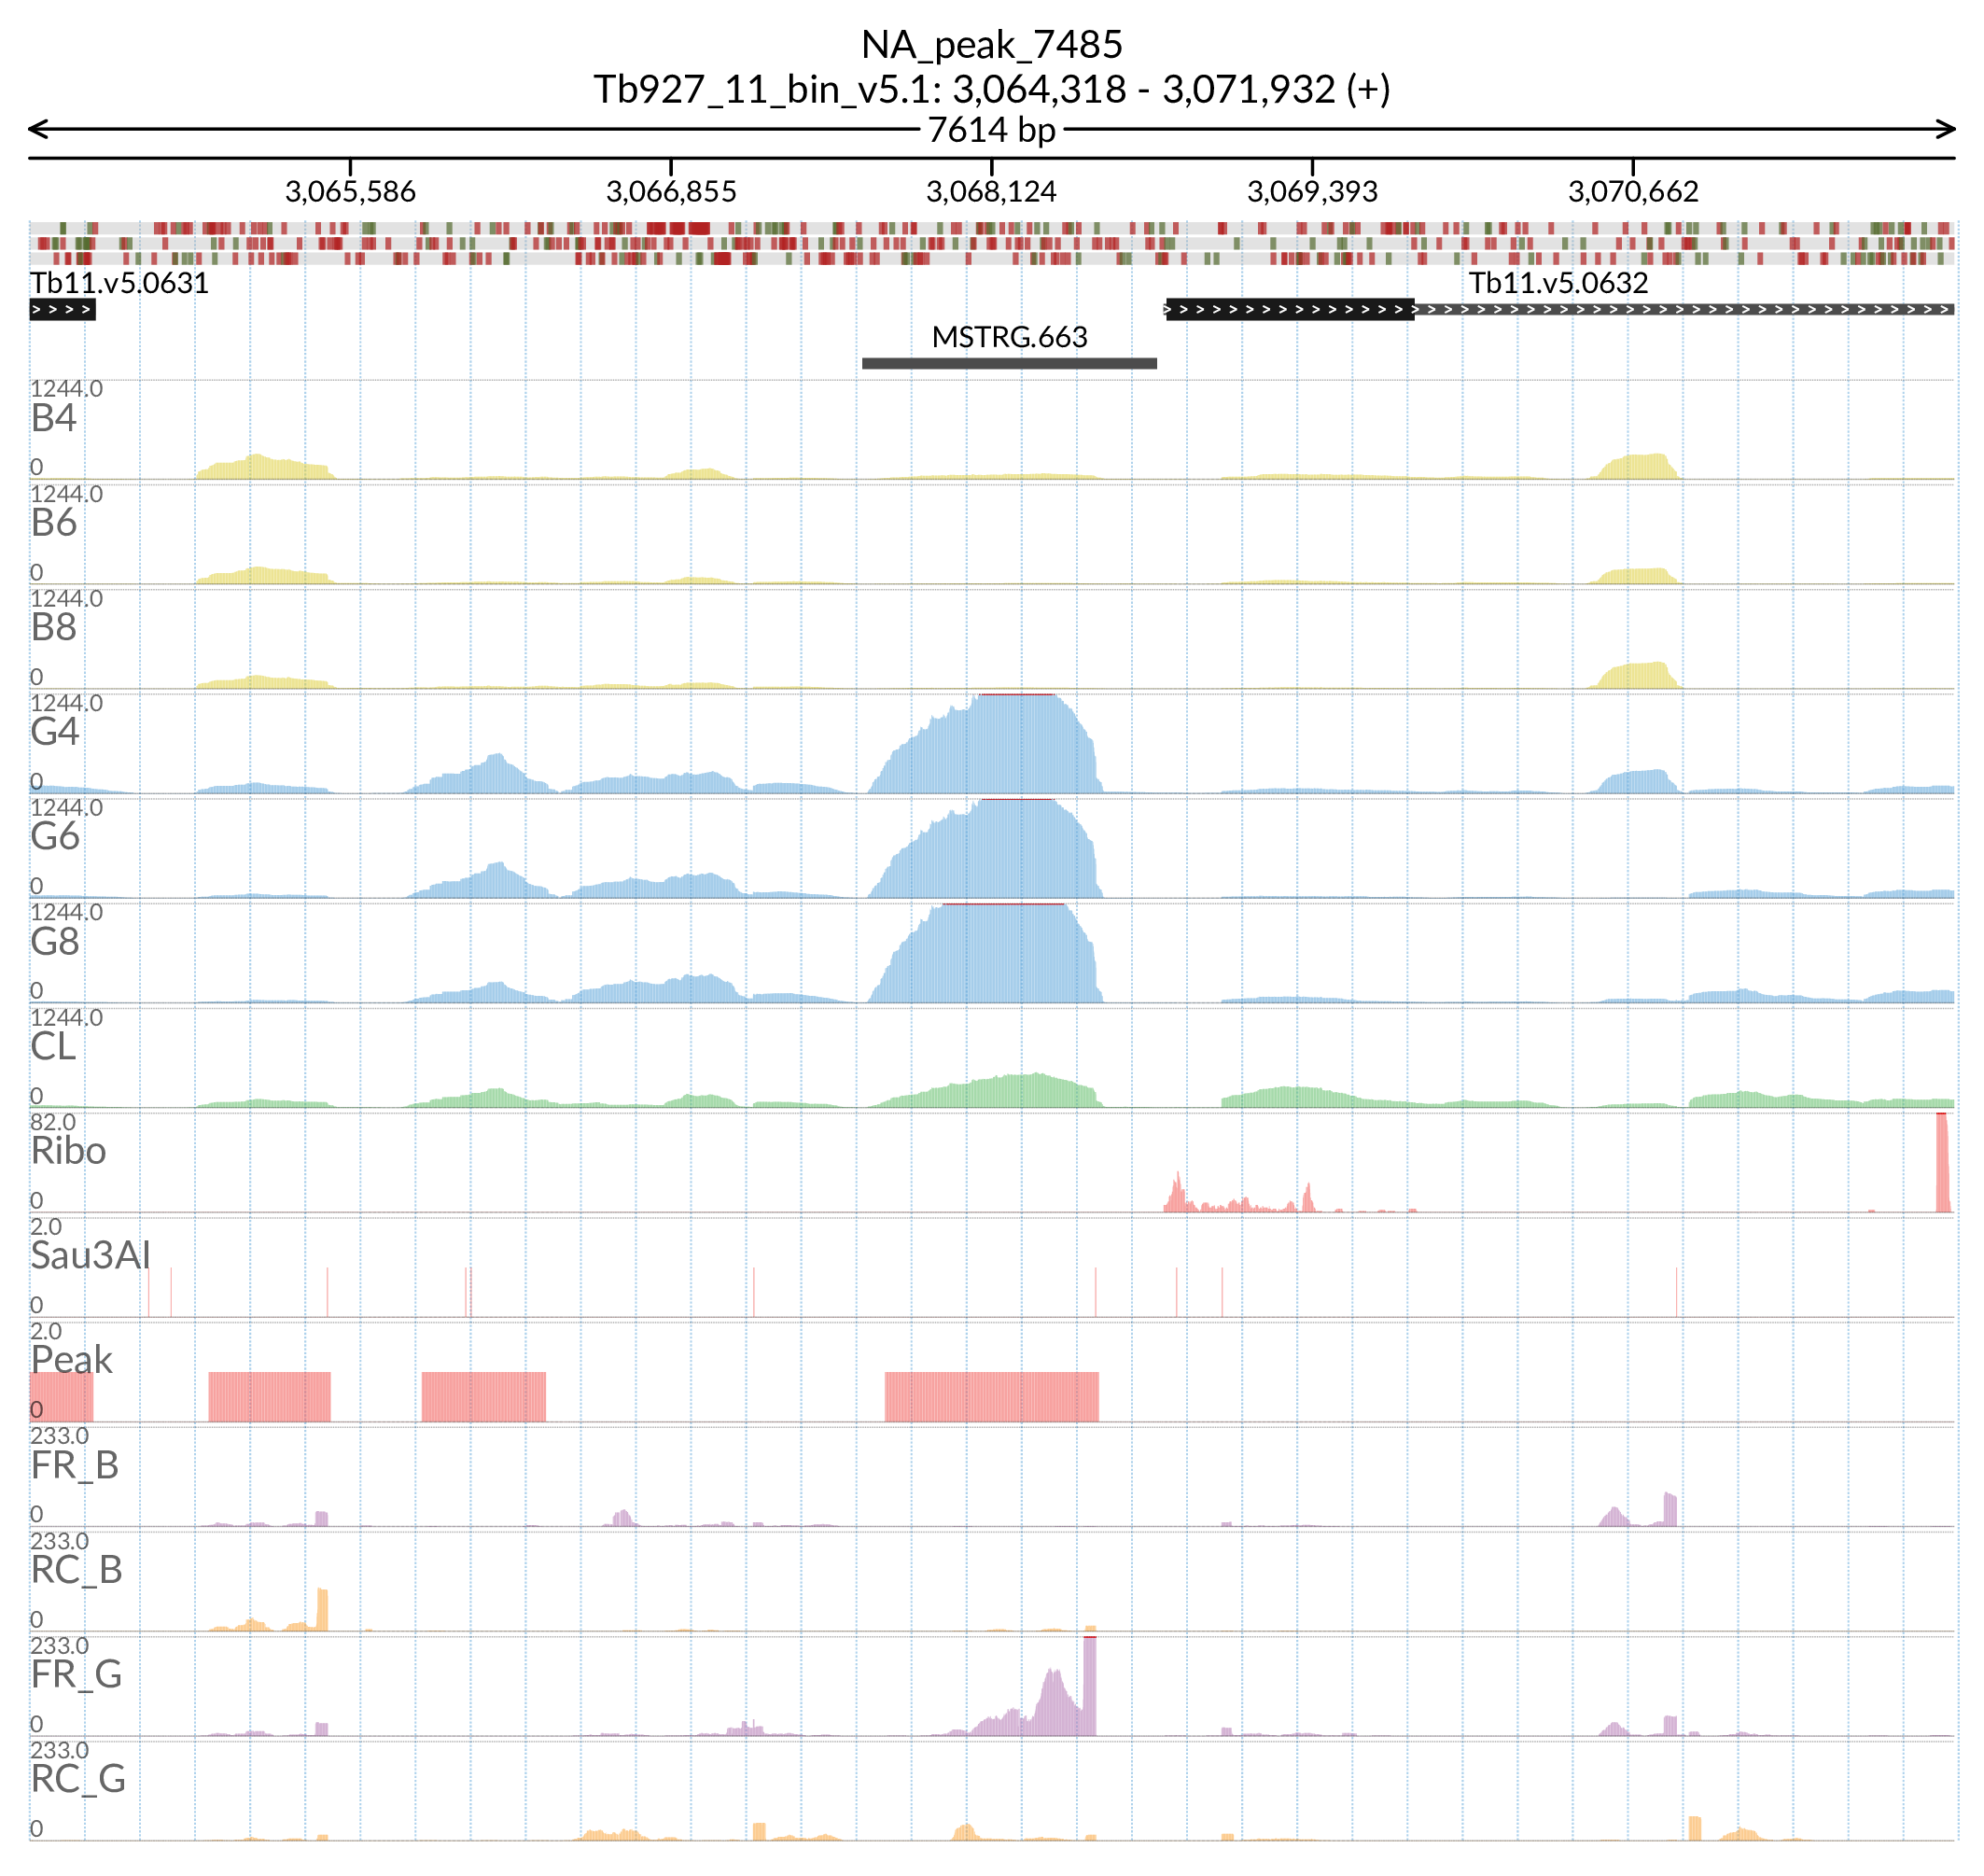 NA_peak_7485
Tb927_11_bin_v5.1: 3,064,318 - 3,071,932 (+)
7614 bp
3,065,586 3,066,855 3,068,124 3,069,393 3,070,662
Tb11.v5.0631 Tb11.v5.0632
MSTRG.663
1244.0
B4
0
1244.0
B6
0
1244.0
B8
0
1244.0
G4
0
1244.0
G6
0
1244.0
G8
0
1244.0
CL
0
82.0
Ribo
0
2.0
Sau3AI
0
2.0
Peak
0
233.0
FR_B
0
233.0
RC_B
0
233.0
FR_G
0
233.0
RC_G
0